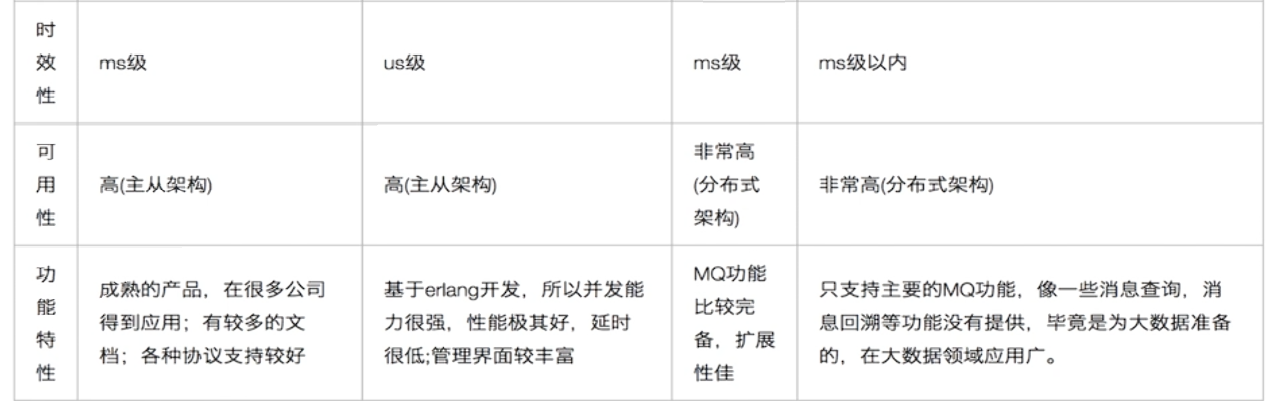 时
效
性
ms级
us级
ms级
ms级以内
可
用
性
高(主从架构)
高(主从架构)
非常高
(分布式
架构)
非常高(分布式架构)
功
能
特
性
成熟的产品，在很多公司
得到应用；有较多的文
档；各种协议支持较好
基于erlang开发，所以并发能
力很强，性能极其好，延时
很低;管理界面较丰富
MQ功能
比较完
备，扩展
性佳
只支持主要的MQ功能，像一些消息查询，消
息回溯等功能没有提供，毕竟是为大数据准备
的，在大数据领域应用广。